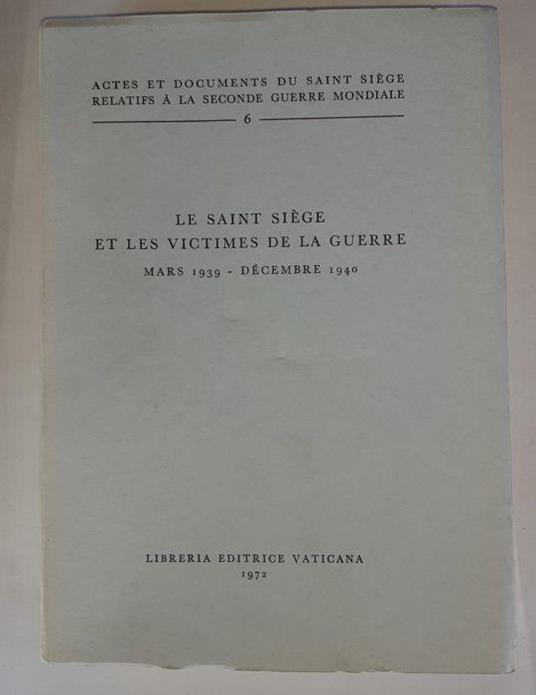 ACTES ET DOCUMENTS DU SAINT SIÈGE
RELATIFS À LA SECONDE GUERRE MONDIALE
6
LE SAINT SIÈGE
ET LES VICTIMES DE LA GUERRE
MARS 1939 - DÉCEMBRE 1940
LIBRERIA EDITRICE VATICANA
1972